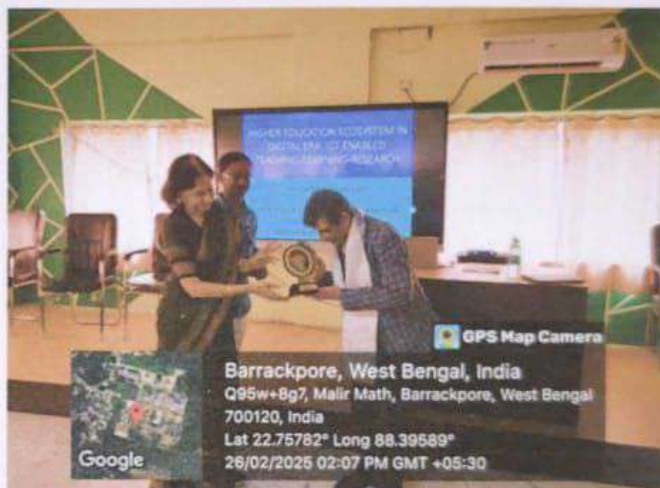 HIGHER EDUCATION ECOSYSTEM IN
DIGITAL ERA: ICT ENABLED
TEACHING-LEARNING-RESEARCH
GPS Map Camera
Barrackpore, West Bengal, India
Q95w+8g7, Malir Math, Barrackpore, West Bengal
700120, India
Lat 22.75782° Long 88.39589°
26/02/2025 02:07 PM GMT +05:30
Google